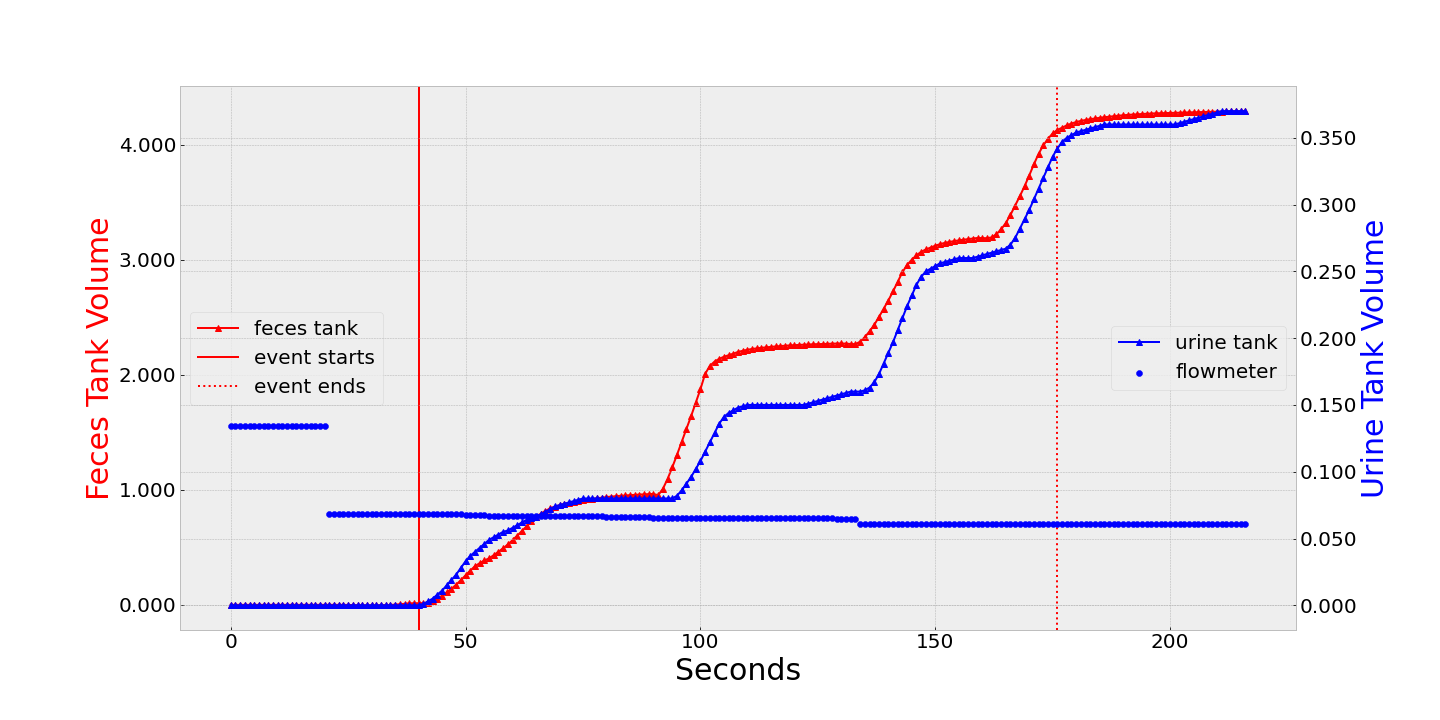 Feces Tank Volume
4.000
3.000
2.000
1.000
0.000
feces tank
event starts
event ends
urine tank
flowmeter
0.350
0.300
0.250
0.200
0.150
0.100
0.050
0.000
Urine Tank Volume
0 50 100 150 200
Seconds